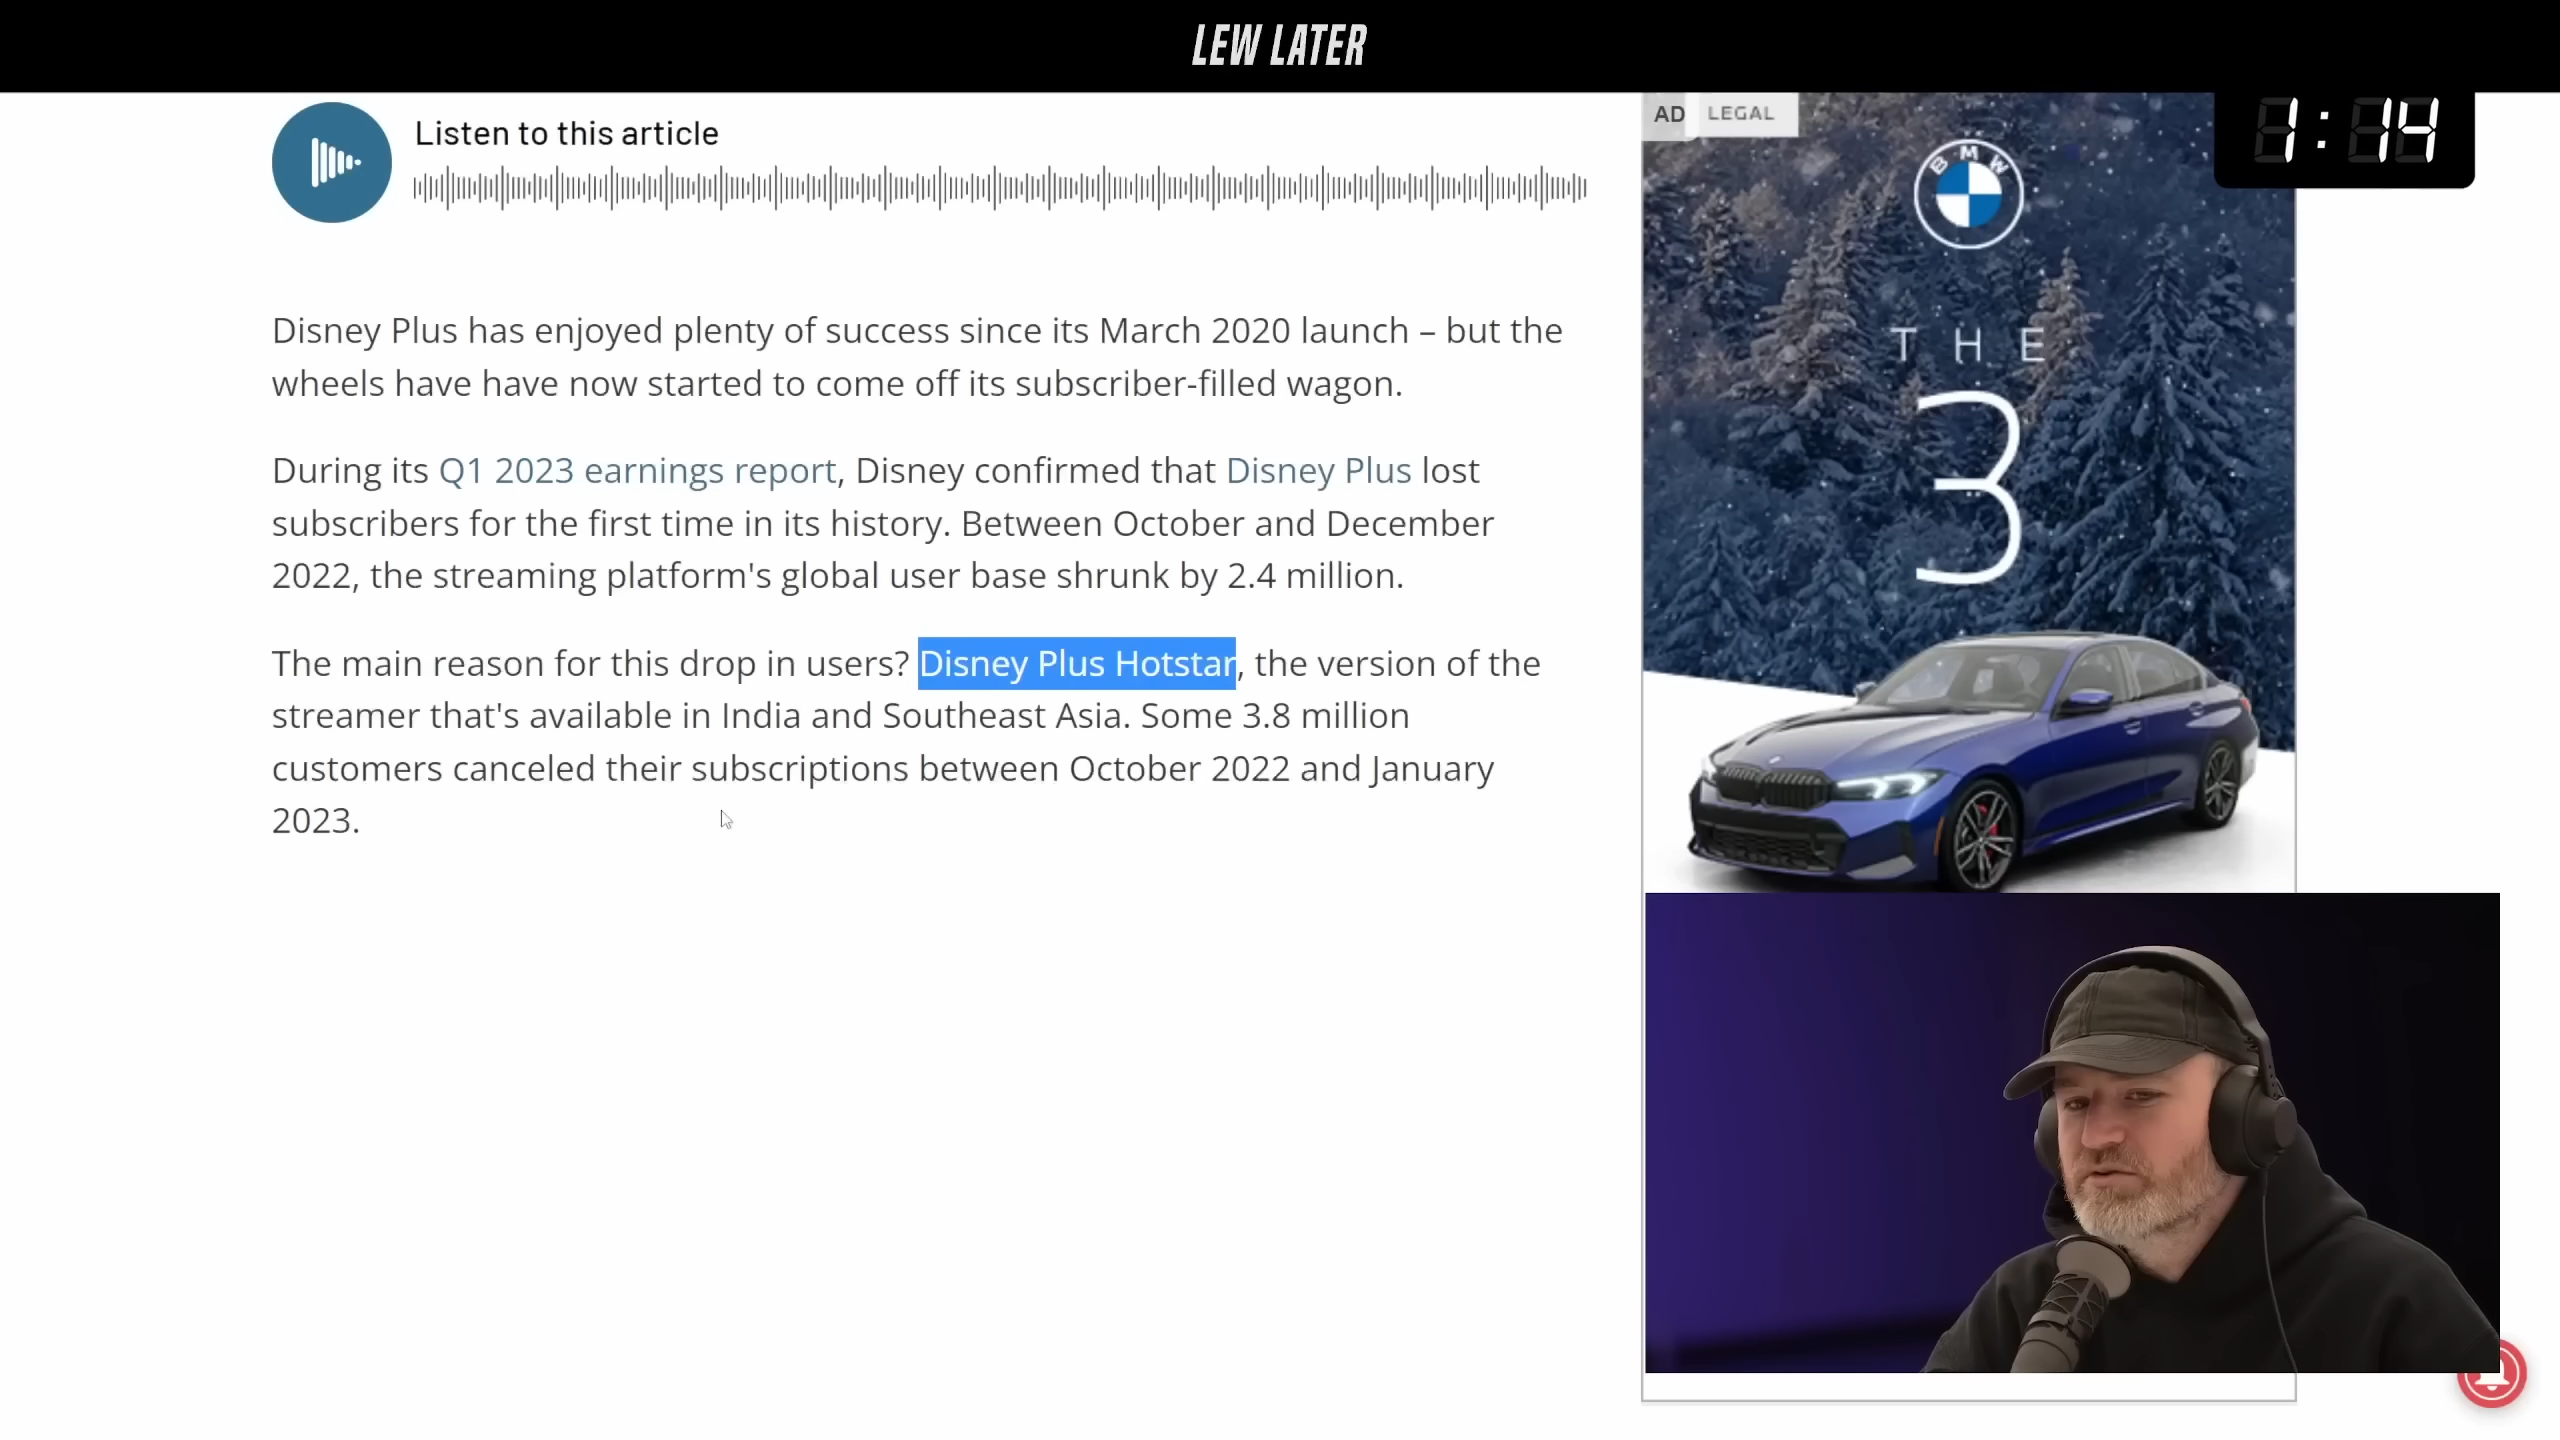 LEW LATER
Listen to this article
AD LEGAL
1:14
BMW
THE
3
Disney Plus has enjoyed plenty of success since its March 2020 launch – but the
wheels have have now started to come off its subscriber-filled wagon.
During its Q1 2023 earnings report, Disney confirmed that Disney Plus lost
subscribers for the first time in its history. Between October and December
2022, the streaming platform's global user base shrunk by 2.4 million.
The main reason for this drop in users? Disney Plus Hotstar, the version of the
streamer that's available in India and Southeast Asia. Some 3.8 million
customers canceled their subscriptions between October 2022 and January
2023.